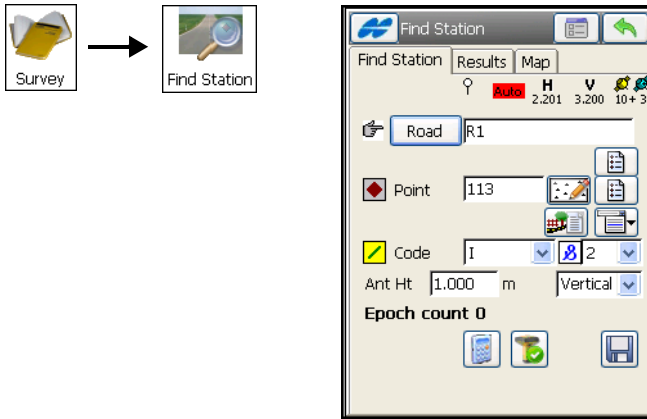 Survey
Find Station
Find Station
Find Station Results Map
Auto H V
2.201 3.200 10+ 3
Road R1
Point 113
Code I 2
Ant Ht 1.000 m Vertical
Epoch count 0